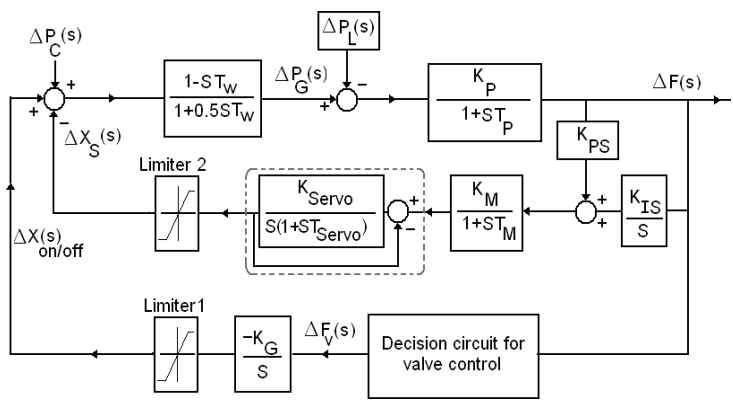 ΔP_C(s)
ΔP_L(s)
1-ST_W
1+0.5ST_W
ΔP_G(s)
K_P
1+ST_P
ΔF(s)
+
+
−
+
−
ΔX_S(s)
K_PS
Limiter 2
K_Servo
S(1+ST_Servo)
+
−
K_M
1+ST_M
+
+
K_IS
S
ΔX(s)
on/off
Limiter1
−K_G
S
ΔF_V(s)
Decision circuit for
valve control